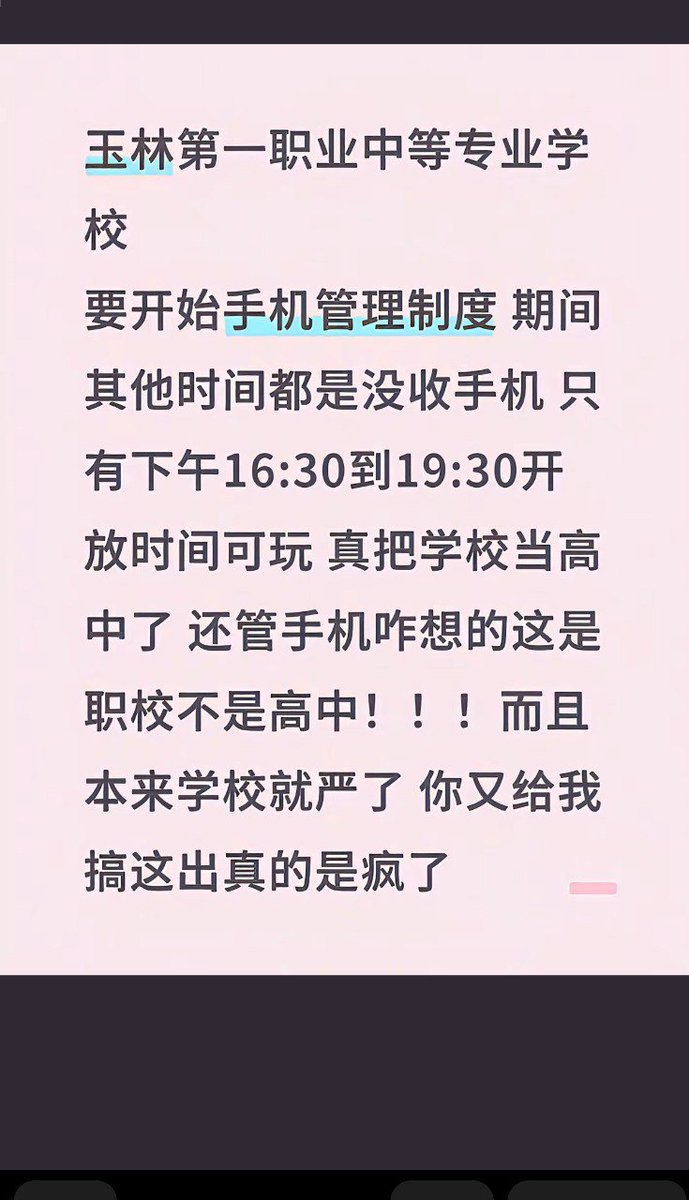 玉林第一职业中等专业学
校
要开始手机管理制度 期间
其他时间都是没收手机 只
有下午16:30到19:30开
放时间可玩 真把学校当高
中了 还管手机咋想的这是
职校不是高中！！！而且
本来学校就严了 你又给我
搞这出真的是疯了